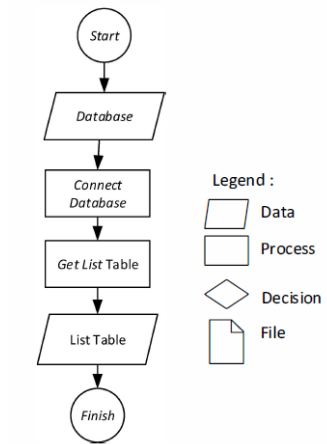 Start
Database
Connect
Database
Get List Table
List Table
Finish
Legend :
Data
Process
Decision
File